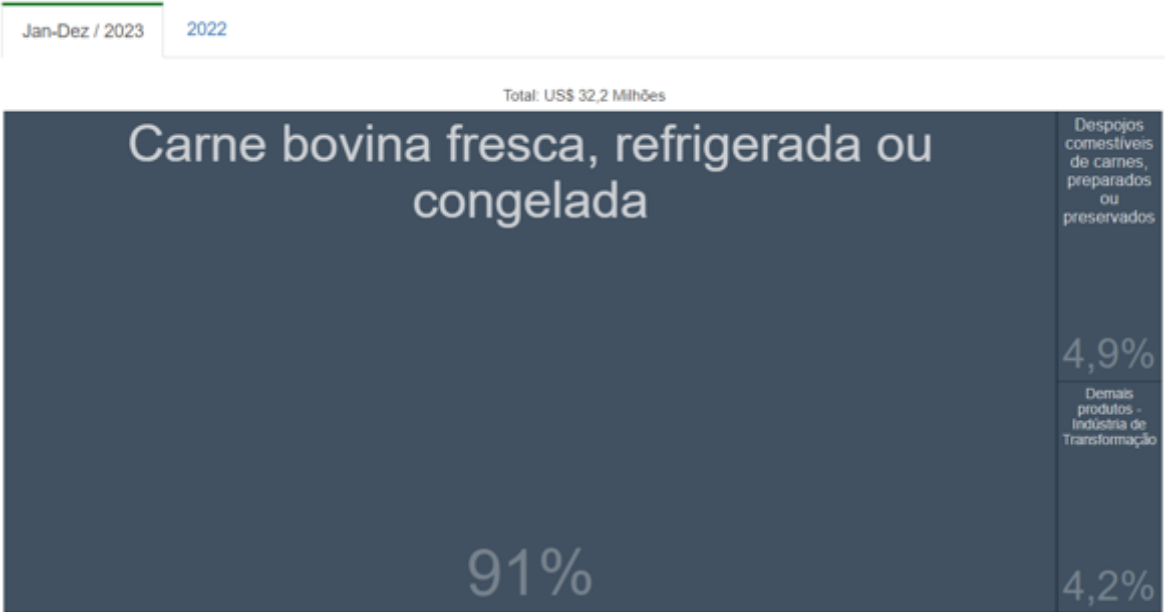 Jan-Dez / 2023
2022
Total: US$ 32,2 Milhões
Carne bovina fresca, refrigerada ou
congelada
91%
Despojos
comestíveis
de carnes,
preparados
ou
preservados
4,9%
Demais
produtos -
Indústria de
Transformação
4,2%